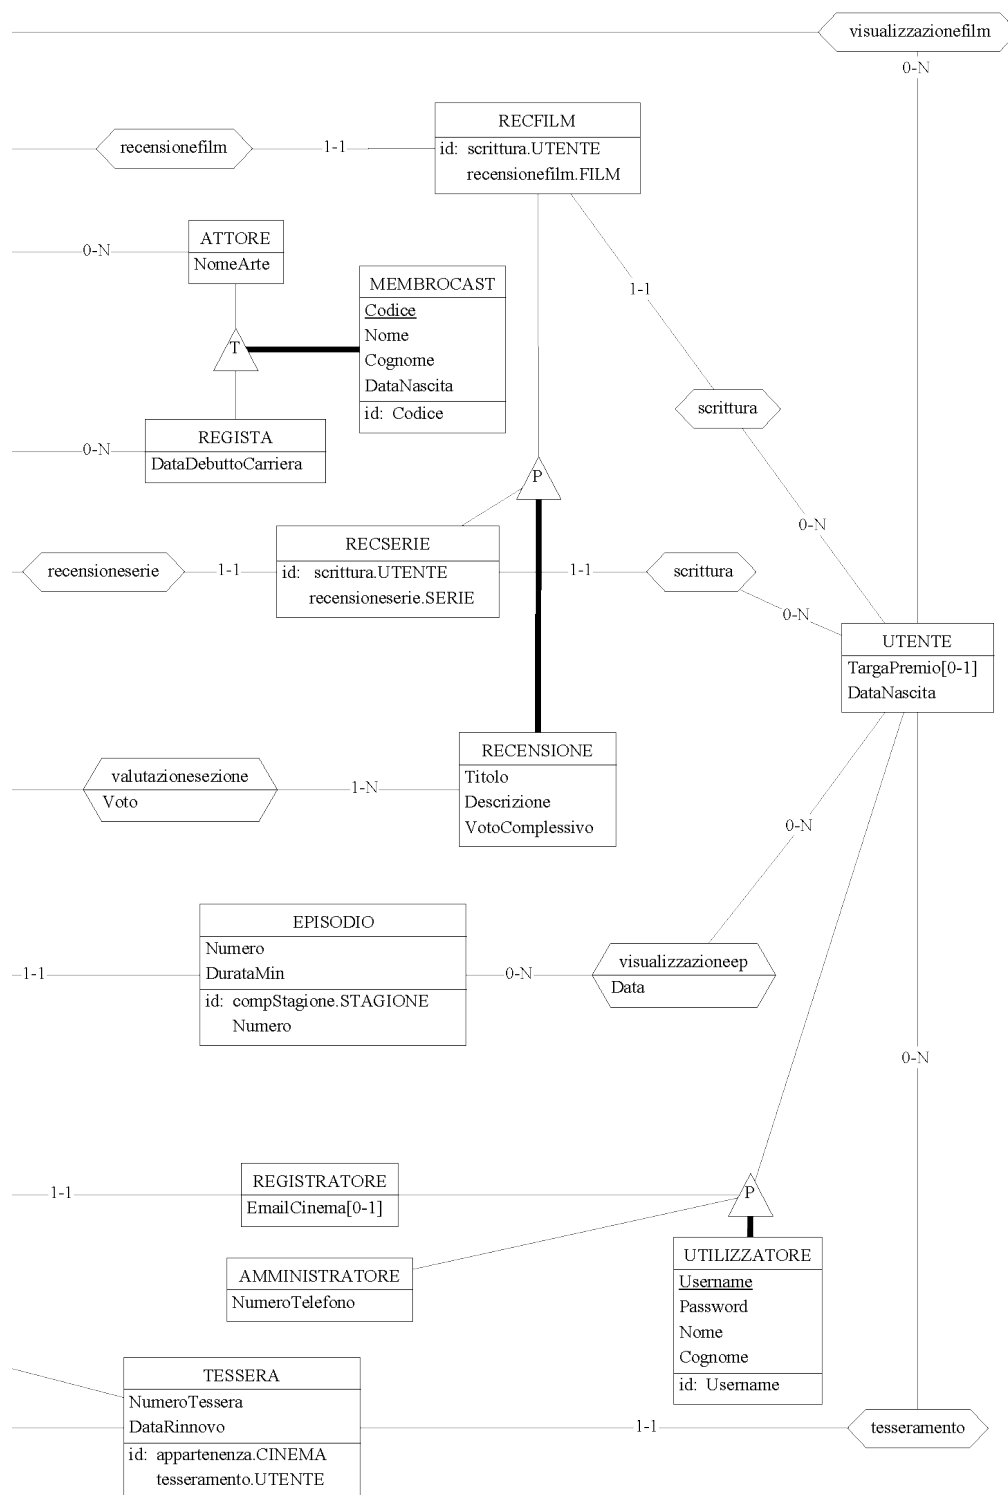 visualizzazionefilm
0-N
RECFILM
id: scrittura.UTENTE
recensionefilm.FILM
recensionefilm
1-1
ATTORE
NomeArte
0-N
MEMBROCAST
Codice
Nome
Cognome
DataNascita
id: Codice
1-1
T
scrittura
REGISTA
DataDebuttoCarriera
0-N
P
0-N
RECSERIE
id: scrittura.UTENTE
recensioneserie.SERIE
recensioneserie
1-1
1-1
scrittura
0-N
UTENTE
TargaPremio[0-1]
DataNascita
RECENSIONE
Titolo
Descrizione
VotoComplessivo
valutazionesezione
Voto
1-N
0-N
EPISODIO
Numero
DurataMin
id: compStagione.STAGIONE
Numero
1-1
0-N
visualizzazioneep
Data
0-N
REGISTRATORE
EmailCinema[0-1]
1-1
P
UTILIZZATORE
Username
Password
Nome
Cognome
id: Username
AMMINISTRATORE
NumeroTelefono
TESSERA
NumeroTessera
DataRinnovo
id: appartenenza.CINEMA
tesseramento.UTENTE
1-1
tesseramento